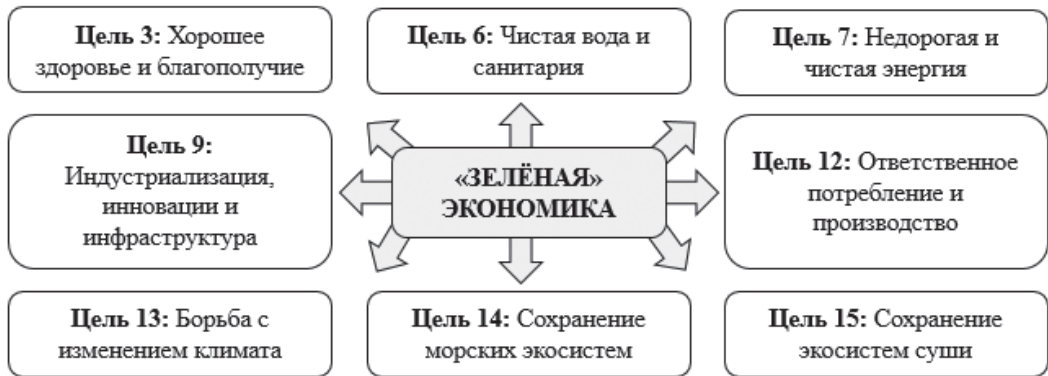 Цель 3: Хорошее
здоровье и благополучие
Цель 6: Чистая вода и
санитария
Цель 7: Недорогая и
чистая энергия
Цель 9:
Индустриализация,
инновации и
инфраструктура
«ЗЕЛЁНАЯ»
ЭКОНОМИКА
Цель 12: Ответственное
потребление и
производство
Цель 13: Борьба с
изменением климата
Цель 14: Сохранение
морских экосистем
Цель 15: Сохранение
экосистем суши